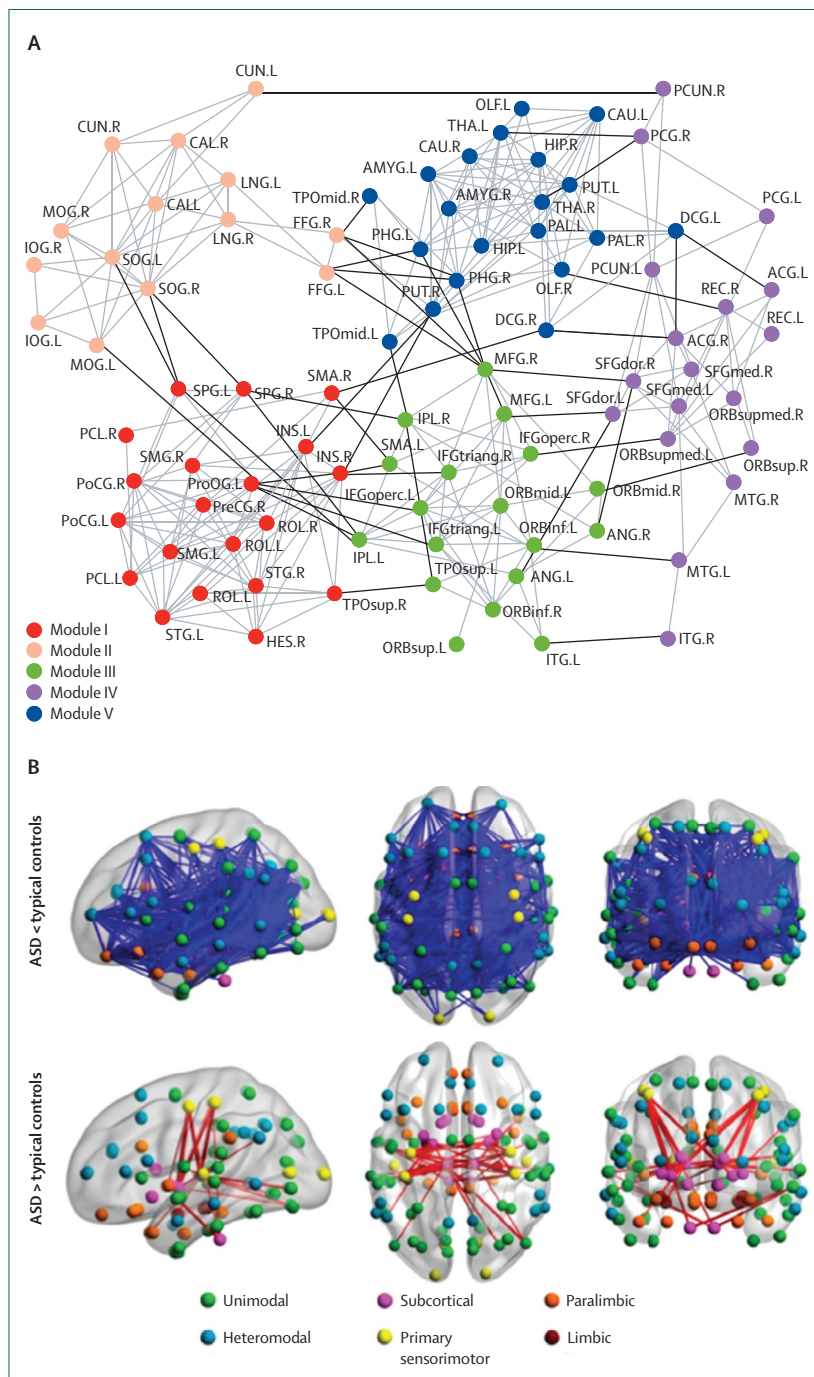 A
CUN.L
PCUN.R
OLF.L
CAU.L
CUN.R
CAL.R
THA.L
PCG.R
CAU.R
HIP.R
AMYG.L
LNG.L
TPOmid.R
AMYG.R
PUT.L
PCG.L
MOG.R
CALL
THA.R
DCG.L
FFG.R
PAL.L
LNG.R
PHG.L
HIP.L
PAL.R
IOG.R
SOG.L
PCUN.L
ACG.L
FFG.L
PHG.R
OLF.R
REC.R
SOG.R
PUT.R
IOG.L
TPOmid.L
DCG.R
REC.L
ACG.R
MOG.L
MFG.R
SFGdor.R
SFGmed.R
SPG.L
SPG.R
SMA.R
MFG.L
SFGdor.L
SFGmed.L
ORBsupmed.R
PCL.R
INS.L
IPL.R
SMA.L
IFGoperc.R
ORBsupmed.L
SMG.R
INS.R
IFGtriang.R
ORBsup.R
PoCG.R
ProOG.L
IFGoperc.L
ORBmid.L
ORBmid.R
MTG.R
PreCG.R
PoCG.L
ROL.R
IFGtriang.L
ORBinf.L
ANG.R
SMG.L
ROL.L
IPL.L
MTG.L
STG.R
TPOsup.L
ANG.L
PCL.L
ROL.L
TPOsup.R
ORBinf.R
STG.L
HES.R
ORBsup.L
ITG.L
ITG.R
Module I
Module II
Module III
Module IV
Module V
B
ASD < typical controls
ASD > typical controls
Unimodal
Subcortical
Paralimbic
Heteromodal
Primary
sensorimotor
Limbic